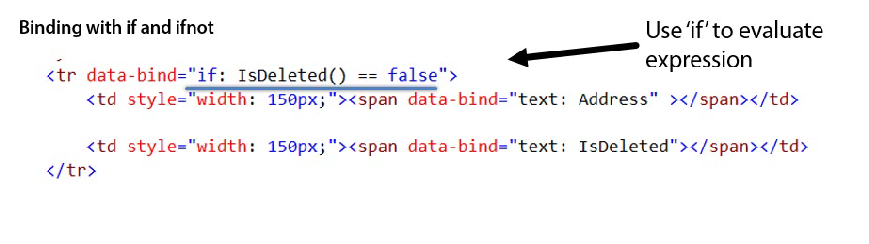 Binding with if and ifnot
Use 'if' to evaluate
expression
<tr data-bind="if: IsDeleted() == false">
<td style="width: 150px;"><span data-bind="text: Address" ></span></td>
<td style="width: 150px;"><span data-bind="text: IsDeleted"></span></td>
</tr>